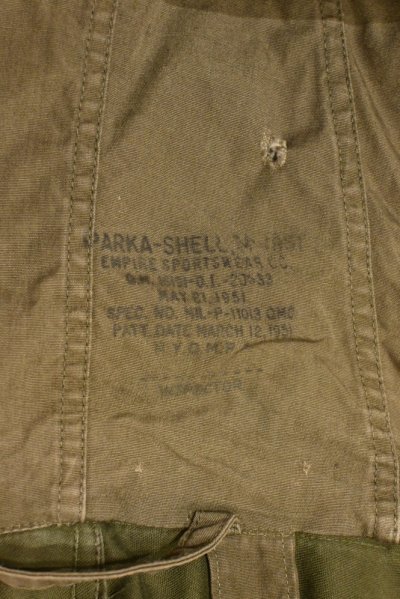 PARKA-SHELL M-1951
EMPIRE SPORTSWEAR, CO.
MAY 21, 1951
SPEC. NO. MIL-P-11013 QMC
PATT. DATE MARCH 12, 1951
N.Y.Q.M.P.
INSPECTOR